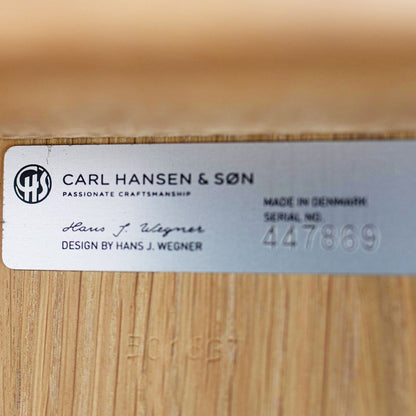 CARL HANSEN & SØN
PASSIONATE CRAFTSMANSHIP
Hans J. Wegner
DESIGN BY HANS J. WEGNER
MADE IN DENMARK
SERIAL NO.
447869